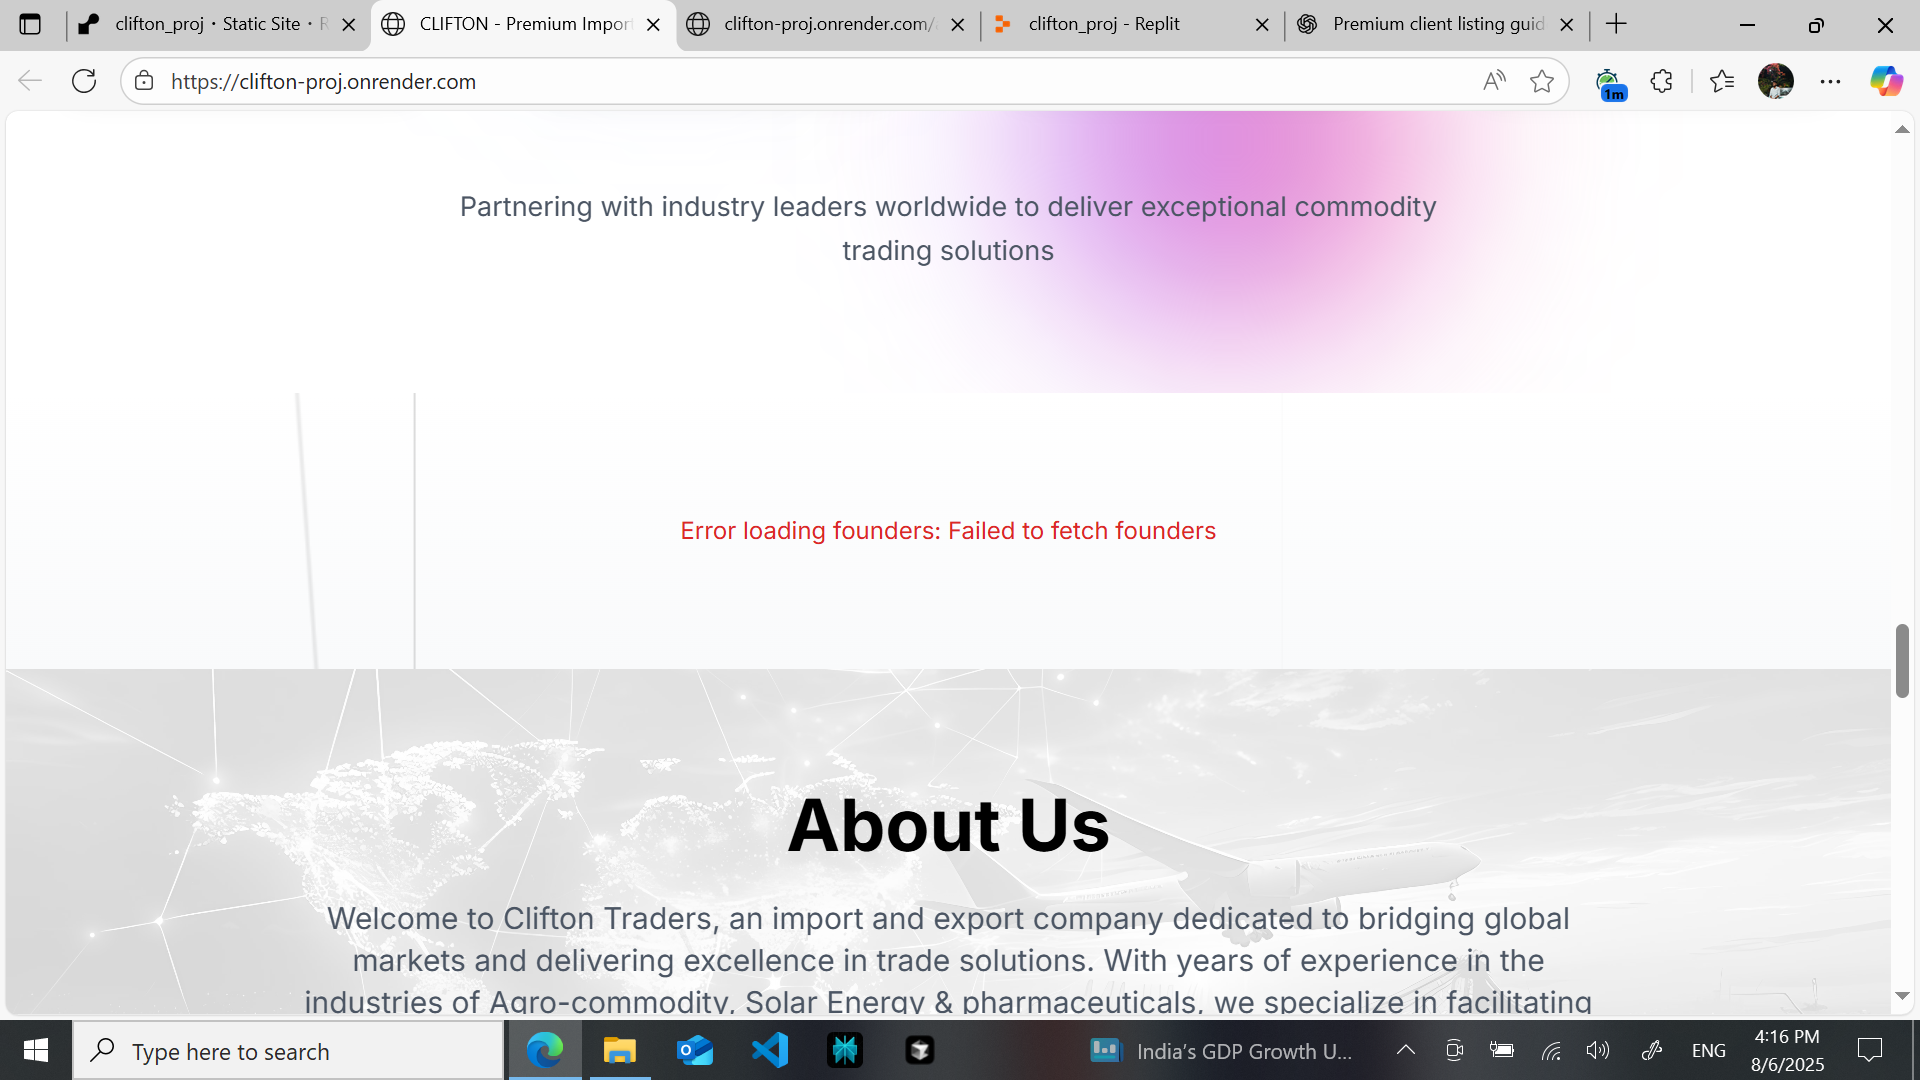 clifton_proj · Static Site · R
CLIFTON - Premium Import
clifton-proj.onrender.com/
clifton_proj - Replit
Premium client listing guid
https://clifton-proj.onrender.com
1m
Partnering with industry leaders worldwide to deliver exceptional commodity
trading solutions
Error loading founders: Failed to fetch founders
About Us
Welcome to Clifton Traders, an import and export company dedicated to bridging global
markets and delivering excellence in trade solutions. With years of experience in the
industries of Agro-commodity, Solar Energy & pharmaceuticals, we specialize in facilitating
Type here to search
India's GDP Growth U...
ENG
4:16 PM
8/6/2025